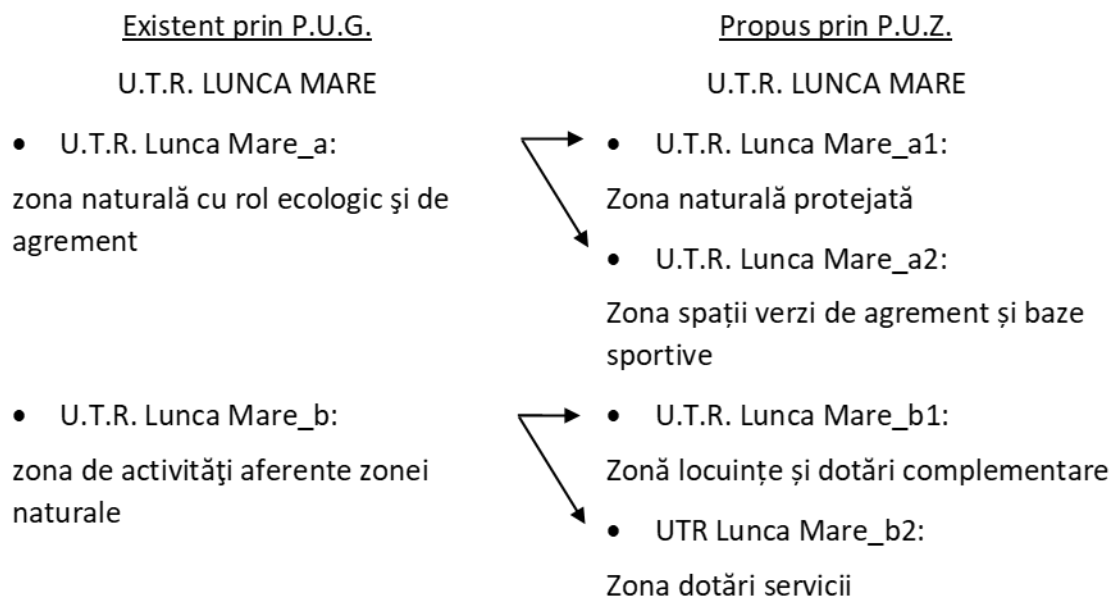 Existent prin P.U.G.
U.T.R. LUNCA MARE
• U.T.R. Lunca Mare_a:
zona naturală cu rol ecologic şi de
agrement
• U.T.R. Lunca Mare_b:
zona de activităţi aferente zonei
naturale
Propus prin P.U.Z.
U.T.R. LUNCA MARE
• U.T.R. Lunca Mare_a1:
Zona naturală protejată
• U.T.R. Lunca Mare_a2:
Zona spații verzi de agrement și baze
sportive
• U.T.R. Lunca Mare_b1:
Zonă locuințe și dotări complementare
• UTR Lunca Mare_b2:
Zona dotări servicii